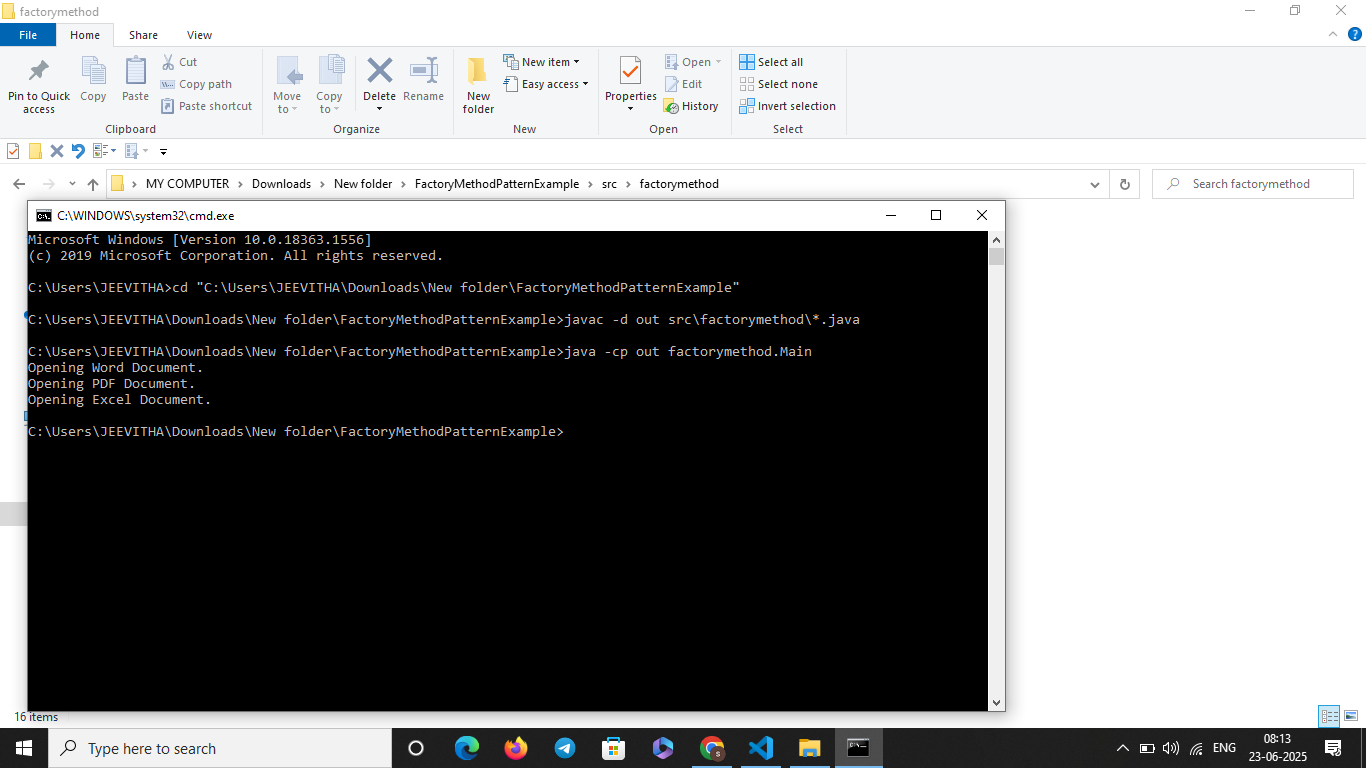 factorymethod
File Home Share View
Pin to Quick access
Copy
Paste
Cut
Copy path
Paste shortcut
Clipboard
Move to
Copy to
Delete
Rename
Organize
New folder
New item
Easy access
New
Properties
Open
Edit
History
Open
Select all
Select none
Invert selection
Select
MY COMPUTER > Downloads > New folder > FactoryMethodPatternExample > src > factorymethod
Search factorymethod
C:\WINDOWS\system32\cmd.exe
Microsoft Windows [Version 10.0.18363.1556]
(c) 2019 Microsoft Corporation. All rights reserved.
C:\Users\JEEVITHA>cd "C:\Users\JEEVITHA\Downloads\New folder\FactoryMethodPatternExample"
C:\Users\JEEVITHA\Downloads\New folder\FactoryMethodPatternExample>javac -d out src\factorymethod\*.java
C:\Users\JEEVITHA\Downloads\New folder\FactoryMethodPatternExample>java -cp out factorymethod.Main
Opening Word Document.
Opening PDF Document.
Opening Excel Document.
C:\Users\JEEVITHA\Downloads\New folder\FactoryMethodPatternExample>
16 items
Type here to search
ENG
08:13
23-06-2025